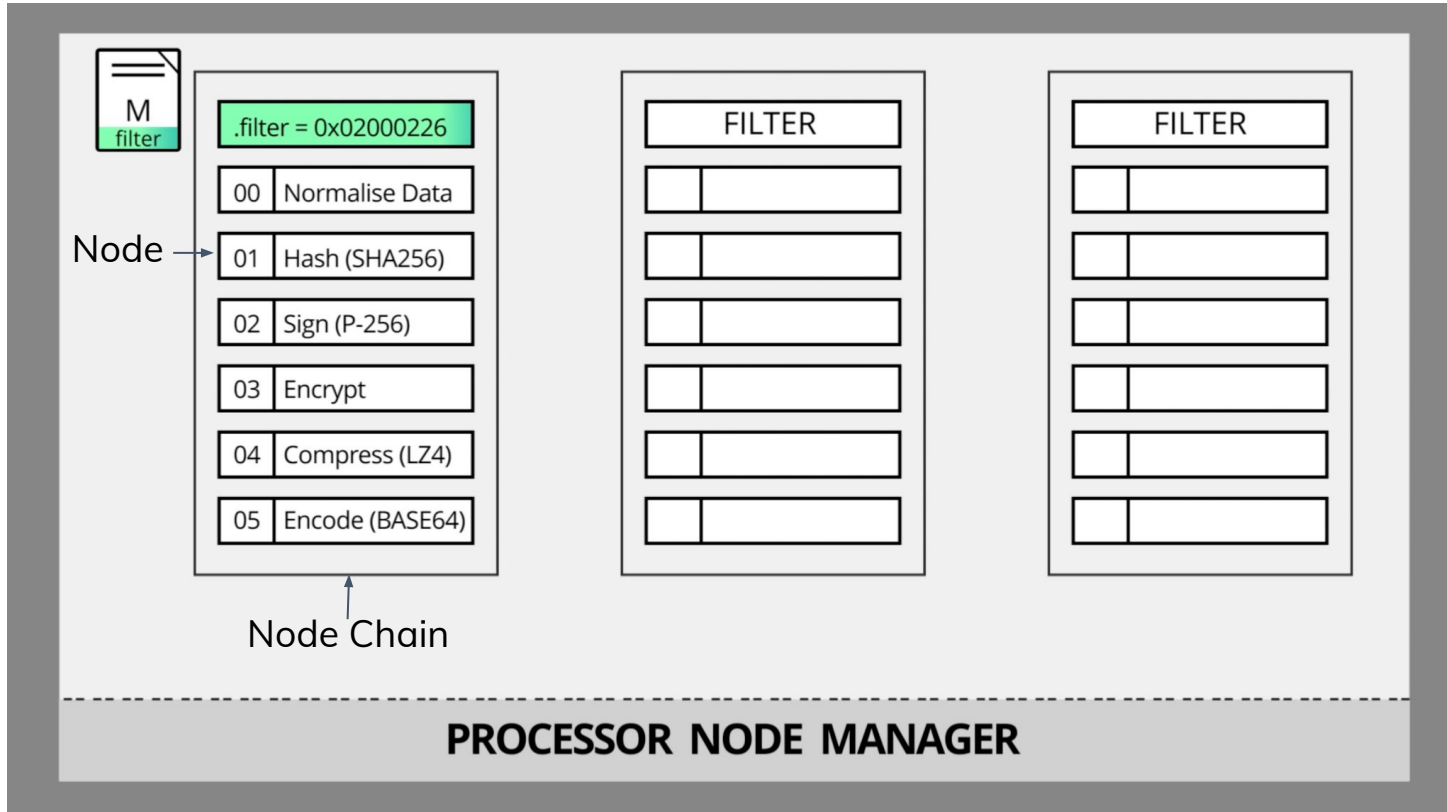 M
filter
.filter = 0x02000226
00 Normalise Data
Node
01 Hash (SHA256)
02 Sign (P-256)
03 Encrypt
04 Compress (LZ4)
05 Encode (BASE64)
Node Chain
FILTER
FILTER
PROCESSOR NODE MANAGER